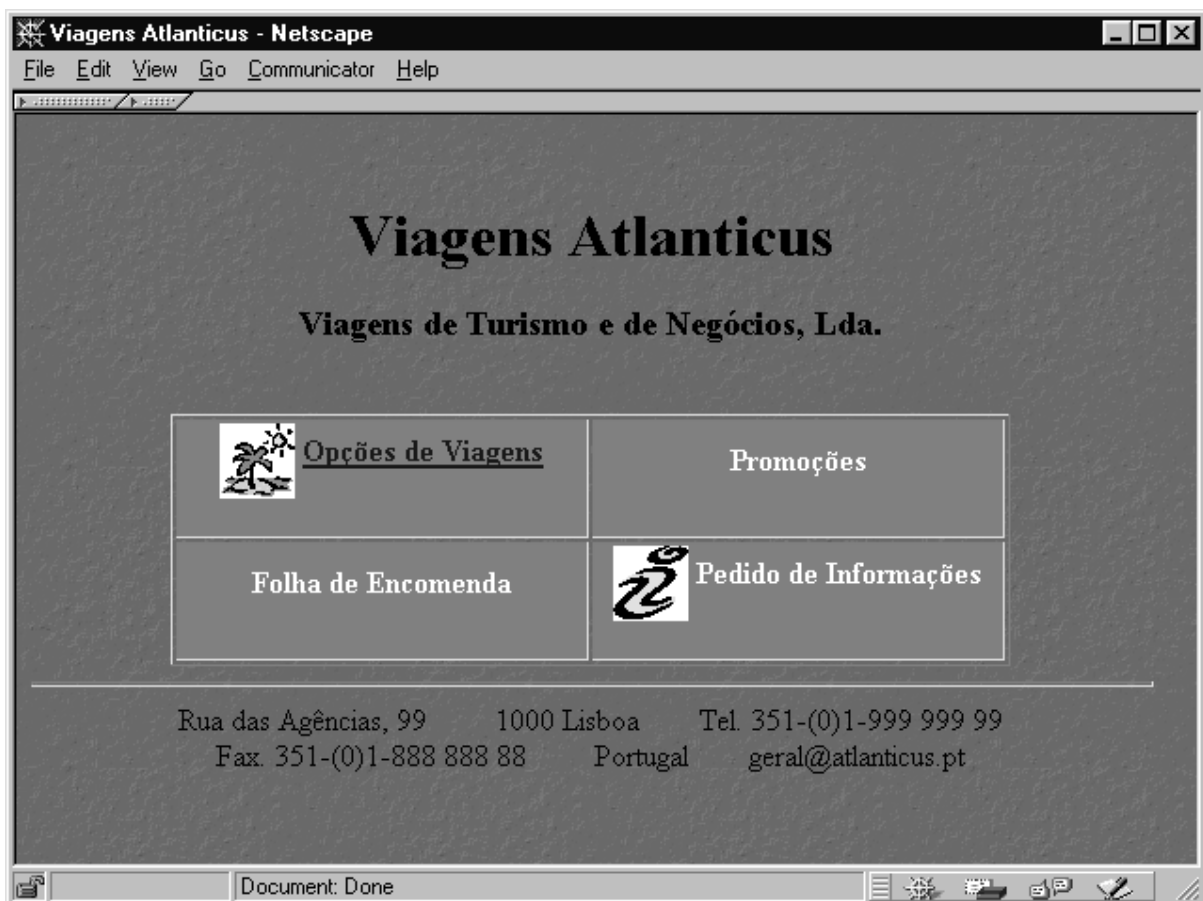 Viagens Atlanticus - Netscape
File Edit View Go Communicator Help
Viagens Atlanticus
Viagens de Turismo e de Negócios, Lda.
Opções de Viagens
Promoções
Folha de Encomenda
Pedido de Informações
Rua das Agências, 99 1000 Lisboa Tel. 351-(0)1-999 999 99
Fax. 351-(0)1-888 888 88 Portugal geral@atlanticus.pt
Document: Done